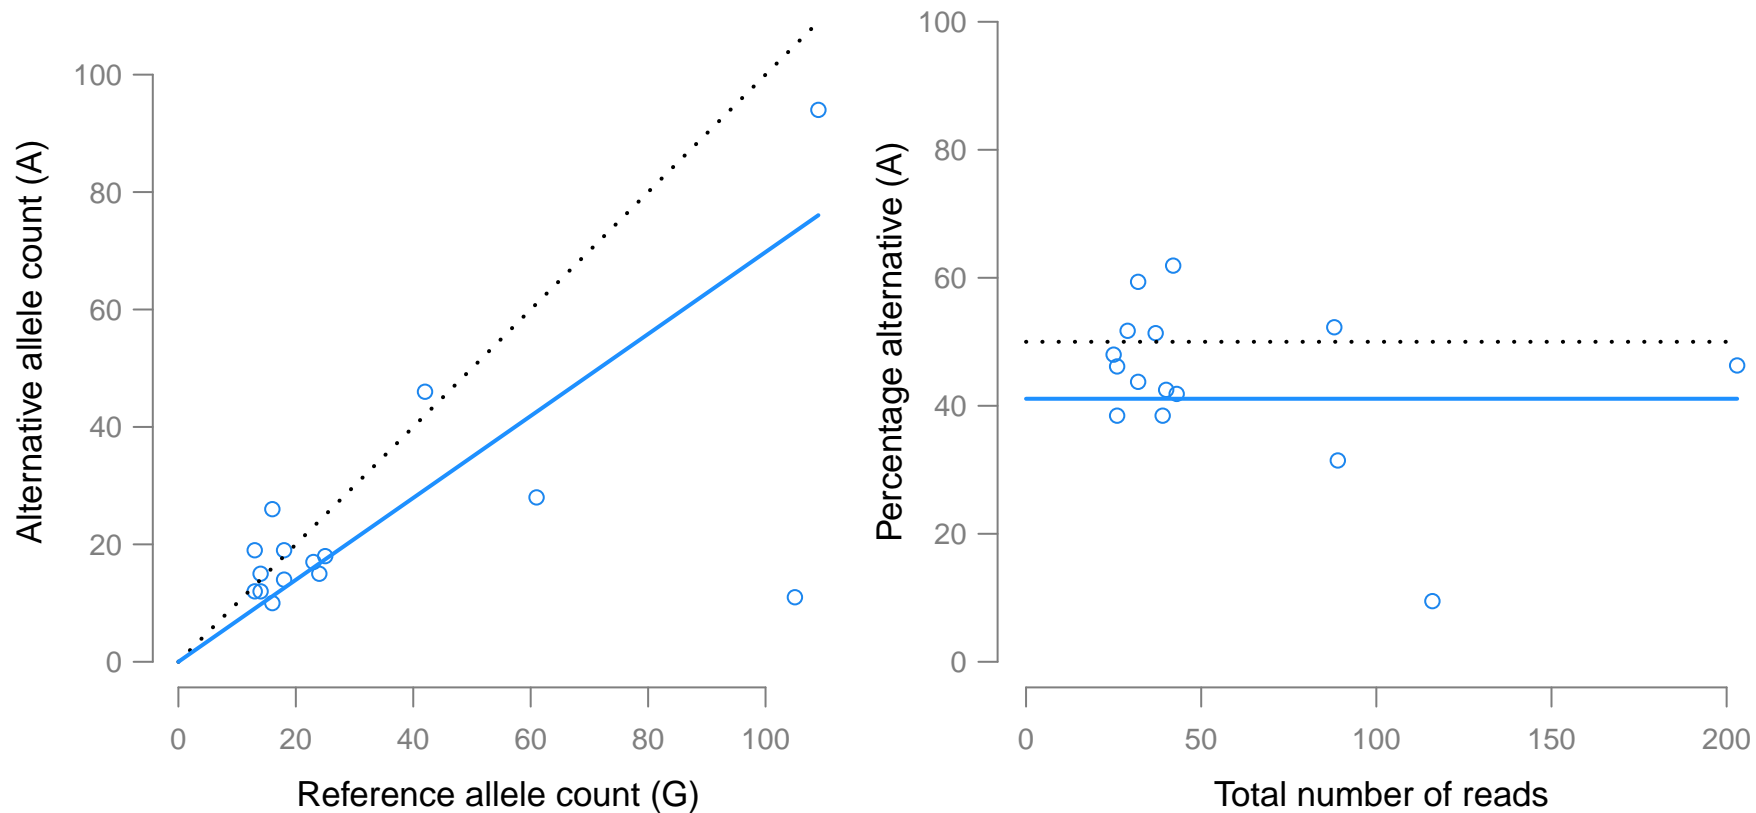 Alternative allele count (A)
100
80
60
40
20
0
0 20 40 60 80 100
Reference allele count (G)
Percentage alternative (A)
100
80
60
40
20
0
0 50 100 150 200
Total number of reads